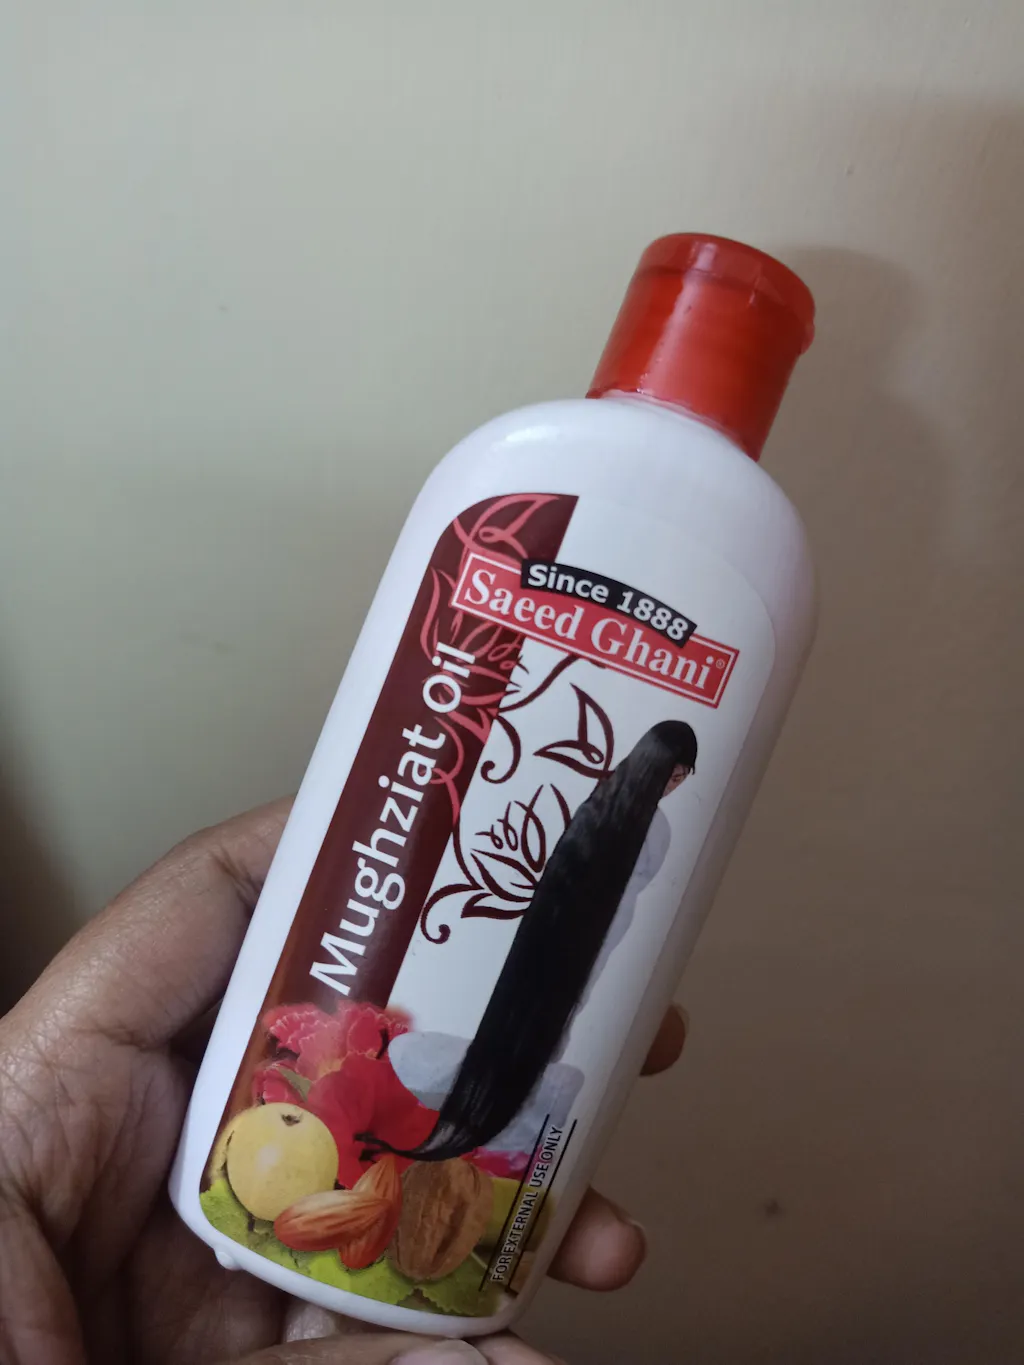 Since 1888
Saeed Ghani®
Mughziat Oil
FOR EXTERNAL USE ONLY